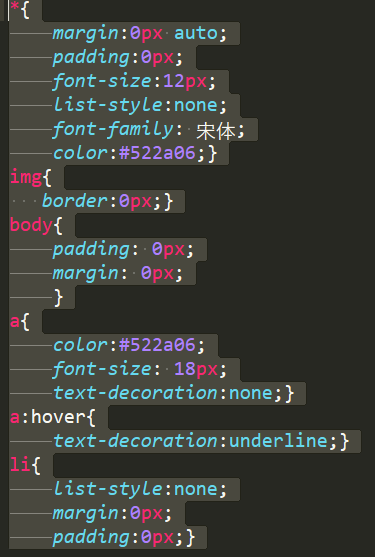 *{
margin:0px auto;
padding:0px;
font-size:12px;
list-style:none;
font-family: 宋体;
color:#522a06;}
img{
border:0px;}
body{
padding: 0px;
margin: 0px;
}
a{
color:#522a06;
font-size: 18px;
text-decoration:none;}
a:hover{
text-decoration:underline;}
li{
list-style:none;
margin:0px;
padding:0px;}